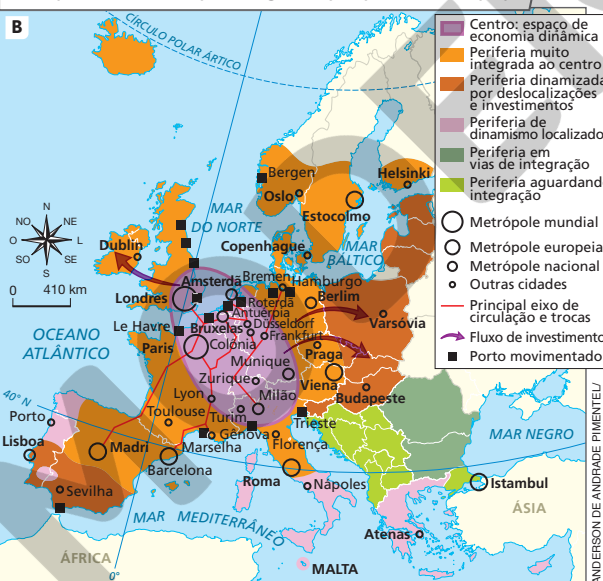 B
CÍRCULO POLAR ÁRTICO
Centro: espaço de
economia dinâmica
Periferia muito
integrada ao centro
Periferia dinamizada
por deslocalizações
e investimentos
Periferia de
dinamismo localizado
Periferia em
vias de integração
Periferia aguardand
integração
Metrópole mundial
Metrópole europeia
Metrópole nacional
Outras cidades
Principal eixo de
circulação e trocas
Fluxo de investimento
Porto movimentado
N
NO
NE
O
L
SO
SE
S
0 410 km
Bergen
Oslo
Helsinki
Estocolmo
MAR
DO NORTE
Dublin
Copenhague
MAR
BÁLTICO
Amsterdã
Bremen
Hamburgo
Londres
Roterdã
Berlim
Antuérpia
Le Havre
Bruxelas
Düsseldorf
Varsóvia
Colônia
Frankfurt
OCEANO
ATLÂNTICO
Paris
Praga
Munique
Zurique
Viena
Budapeste
Lyon
Milão
40° N
Porto
Toulouse
Turim
Trieste
Lisboa
Madri
Marselha
Gênova
Florença
MAR NEGRO
Barcelona
Roma
Istambul
Sevilha
Nápoles
ÁSIA
MAR MEDITERRÂNEO
Atenas
ÁFRICA
MALTA
0°
ANDERSON DE ANDRADE PIMENTEL/